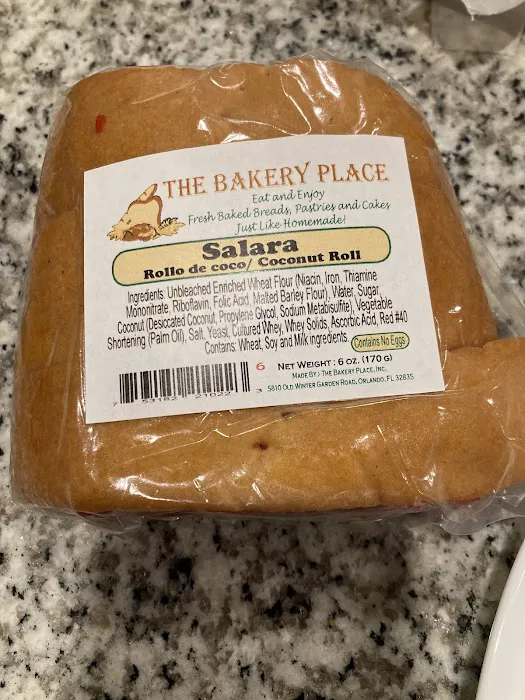 THE BAKERY PLACE
Eat and Enjoy
Fresh Baked Breads, Pastries and Cakes
Just Like Homemade!
Salara
Rollo de coco/ Coconut Roll
Ingredients: Unbleached Enriched Wheat Flour (Niacin, Iron, Thiamine
Mononitrate, Riboflavin, Folic Acid, Malted Barley Flour), Water, Sugar,
Coconut (Desiccated Coconut, Propylene Glycol, Sodium Metabisulfite), Vegetable
Shortening (Palm Oil), Salt, Yeast, Cultured Whey, Whey Solids, Ascorbic Acid, Red #40
Contains: Wheat, Soy and Milk ingredients. Contains No Eggs
6 NET WEIGHT : 6 OZ. (170 G)
MADE BY : THE BAKERY PLACE, INC.
5810 OLD WINTER GARDEN ROAD, ORLANDO, FL 32835
7 53182 21022 3